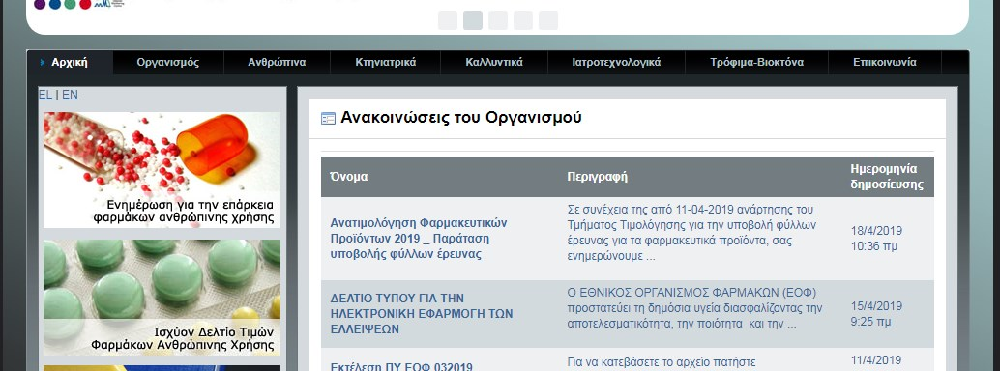 Αρχική Οργανισμός Ανθρώπινα Κτηνιατρικά Καλλυντικά Ιατροτεχνολογικά Τρόφιμα-Βιοκτόνα Επικοινωνία
EL | EN
Ενημέρωση για την επάρκεια
φαρμάκων ανθρώπινης χρήσης
Ισχύον Δελτίο Τιμών
Φαρμάκων Ανθρώπινης Χρήσης
Ανακοινώσεις του Οργανισμού
Όνομα Περιγραφή Ημερομηνία
δημοσίευσης
Ανατιμολόγηση Φαρμακευτικών
Προϊόντων 2019 _ Παράταση
υποβολής φύλλων έρευνας
Σε συνέχεια της από 11-04-2019 ανάρτησης του
Τμήματος Τιμολόγησης για την υποβολή φύλλων
έρευνας για τα φαρμακευτικά προϊόντα, σας
ενημερώνουμε ...
18/4/2019
10:36 πμ
ΔΕΛΤΙΟ ΤΥΠΟΥ ΓΙΑ ΤΗΝ
ΗΛΕΚΤΡΟΝΙΚΗ ΕΦΑΡΜΟΓΗ ΤΩΝ
ΕΛΛΕΙΨΕΩΝ
Ο ΕΘΝΙΚΟΣ ΟΡΓΑΝΙΣΜΟΣ ΦΑΡΜΑΚΩΝ (ΕΟΦ)
προστατεύει τη δημόσια υγεία διασφαλίζοντας την
αποτελεσματικότητα, την ποιότητα και την ...
15/4/2019
9:25 πμ
Εκτέλεση ΠΥ ΕΟΦ 032019
Για να κατεβάσετε το αρχείο πατήστε
11/4/2019